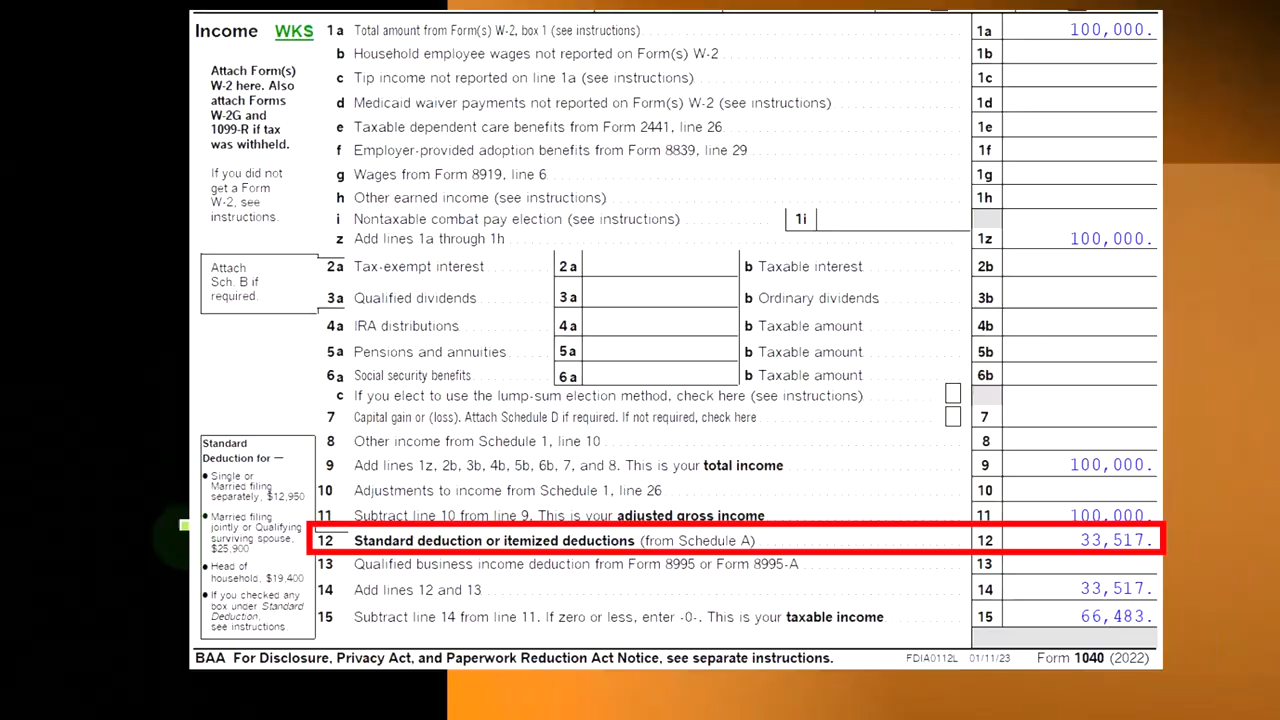 Income WKS 1a Total amount from Form(s) W-2, box 1 (see instructions) 1a 100,000.
b Household employee wages not reported on Form(s) W-2 1b
Attach Form(s) c Tip income not reported on line 1a (see instructions) 1c
W-2 here. Also
attach Forms d Medicaid waiver payments not reported on Form(s) W-2 (see instructions) 1d
W-2G and
1099-R if tax e Taxable dependent care benefits from Form 2441, line 26 1e
was withheld. f Employer-provided adoption benefits from Form 8839, line 29 1f
If you did not g Wages from Form 8919, line 6 1g
get a Form
W-2, see h Other earned income (see instructions) 1h
instructions. i Nontaxable combat pay election (see instructions) 1i
z Add lines 1a through 1h 1z 100,000.
Attach 2a Tax-exempt interest 2a b Taxable interest 2b
Sch. B if
required. 3a Qualified dividends 3a b Ordinary dividends 3b
4a IRA distributions 4a b Taxable amount 4b
5a Pensions and annuities 5a b Taxable amount 5b
6a Social security benefits 6a b Taxable amount 6b
c If you elect to use the lump-sum election method, check here (see instructions)
7 Capital gain or (loss). Attach Schedule D if required. If not required, check here 7
Standard 8 Other income from Schedule 1, line 10 8
Deduction for —
• Single or 9 Add lines 1z, 2b, 3b, 4b, 5b, 6b, 7, and 8. This is your total income 9 100,000.
Married filing
separately, $12,950 10 Adjustments to income from Schedule 1, line 26 10
• Married filing 11 Subtract line 10 from line 9. This is your adjusted gross income 11 100,000.
jointly or Qualifying
surviving spouse, 12 Standard deduction or itemized deductions (from Schedule A) 12 33,517.
$25,900
• Head of 13 Qualified business income deduction from Form 8995 or Form 8995-A 13
household, $19,400
• If you checked any 14 Add lines 12 and 13 14 33,517.
box under Standard
Deduction, 15 Subtract line 14 from line 11. If zero or less, enter -0-. This is your taxable income 15 66,483.
see instructions.
BAA For Disclosure, Privacy Act, and Paperwork Reduction Act Notice, see separate instructions. FDIA0112L 01/11/23 Form 1040 (2022)